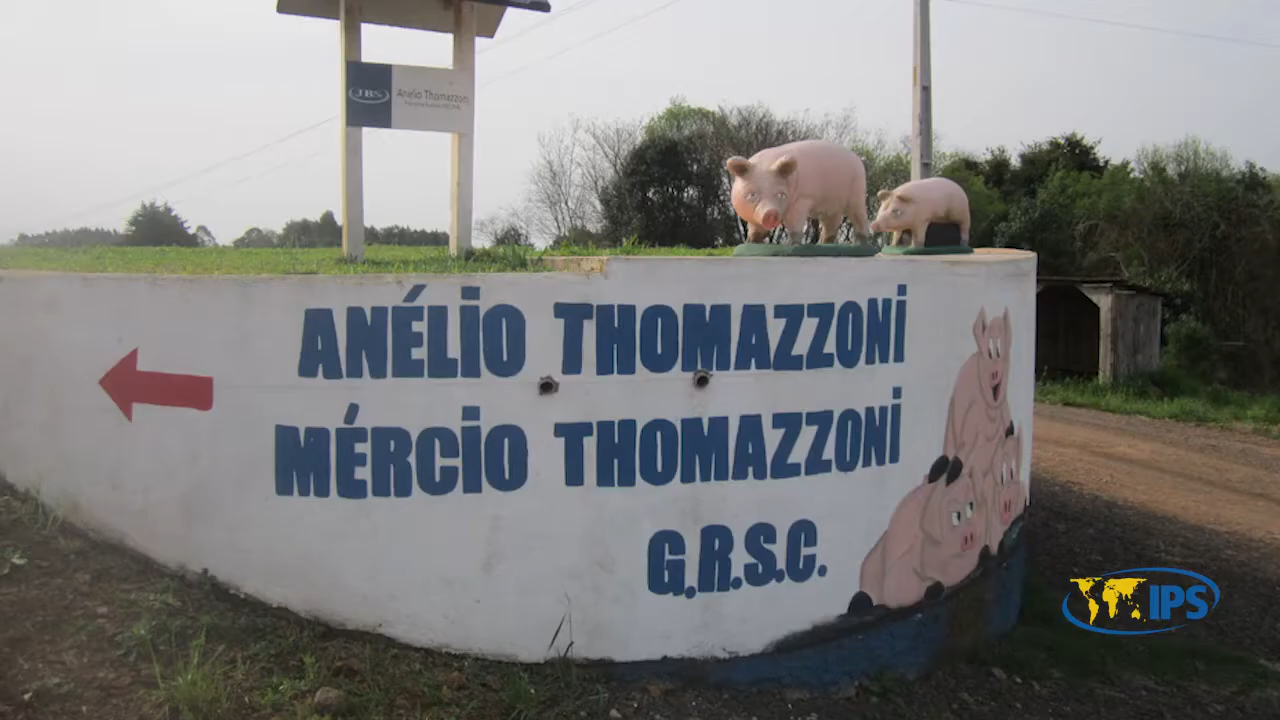 JBS
Anélio Thomazzoni
ANÉLIO THOMAZZONI
MÉRCIO THOMAZZONI
G.R.S.C.
IPS